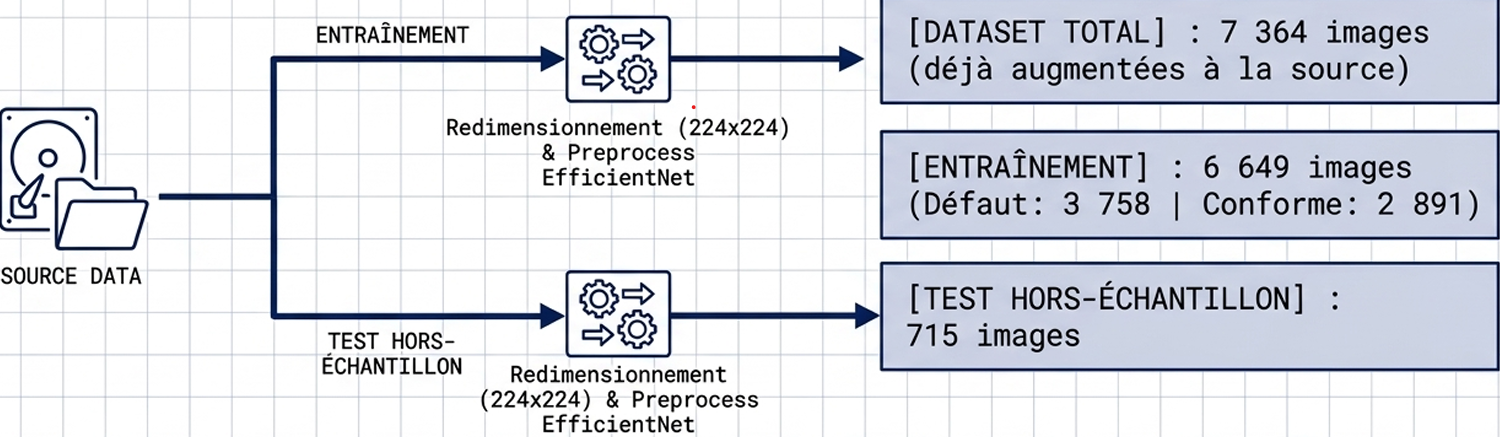 ENTRAÎNEMENT
Redimensionnement (224x224)
& Preprocess
EfficientNet
SOURCE DATA
TEST HORS-
ÉCHANTILLON
Redimensionnement
(224x224) & Preprocess
EfficientNet
[DATASET TOTAL] : 7 364 images
(déjà augmentées à la source)
[ENTRAÎNEMENT] : 6 649 images
(Défaut: 3 758 | Conforme: 2 891)
[TEST HORS-ÉCHANTILLON] :
715 images